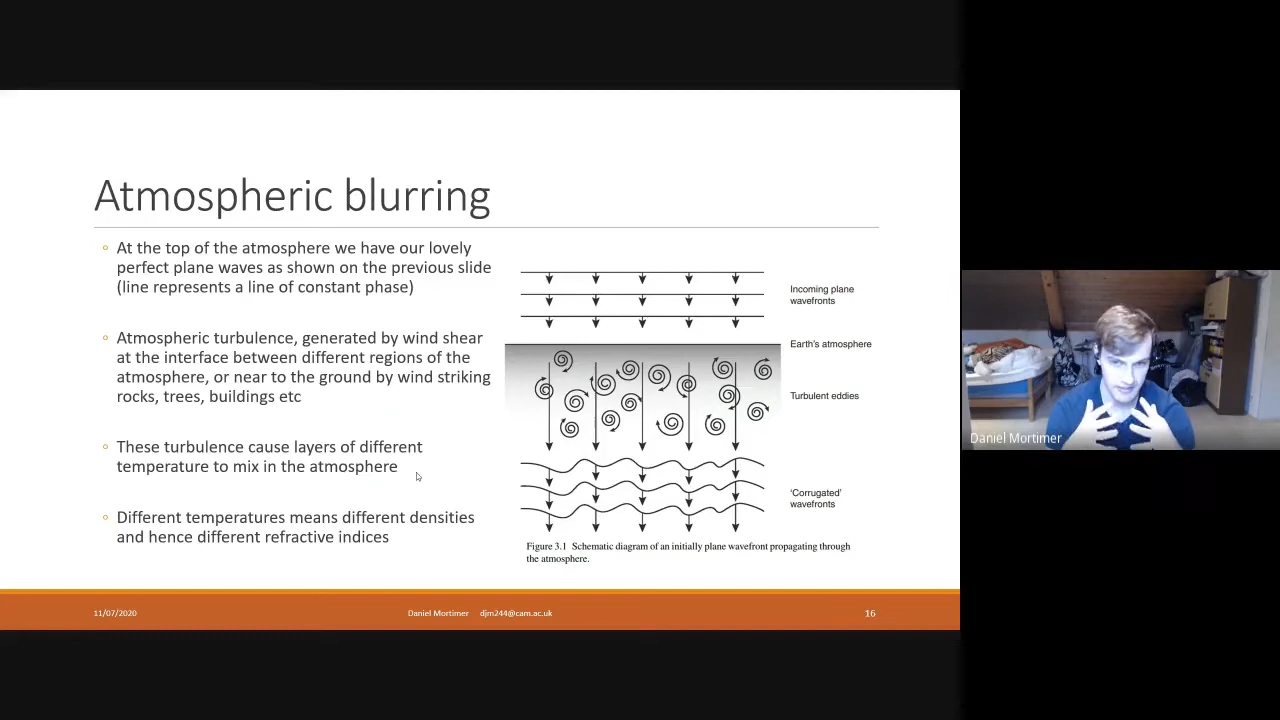 Atmospheric blurring
At the top of the atmosphere we have our lovely
perfect plane waves as shown on the previous slide
(line represents a line of constant phase)
Atmospheric turbulence, generated by wind shear
at the interface between different regions of the
atmosphere, or near to the ground by wind striking
rocks, trees, buildings etc
These turbulence cause layers of different
temperature to mix in the atmosphere
Different temperatures means different densities
and hence different refractive indices
Incoming plane
wavefronts
Earth's atmosphere
Turbulent eddies
'Corrugated'
wavefronts
Figure 3.1 Schematic diagram of an initially plane wavefront propagating through
the atmosphere.
11/07/2020
Daniel Mortimer djm244@cam.ac.uk
16
Daniel Mortimer